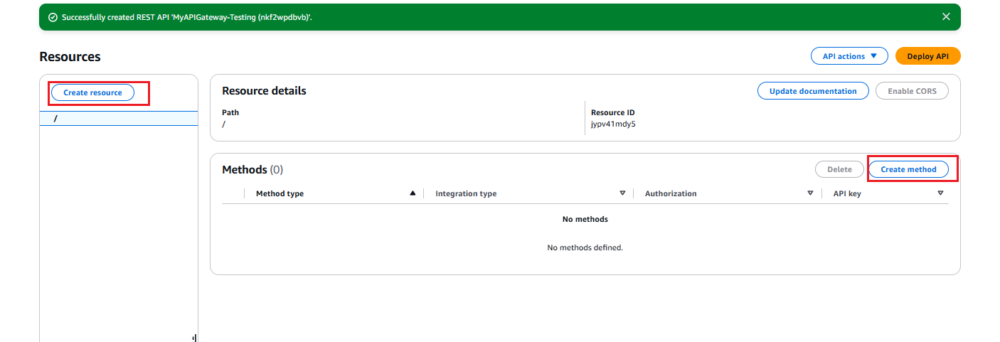 Successfully created REST API 'MyAPIGateway-Testing (nkf2wpdbvb)'.
Resources
API actions
Deploy API
Create resource
/
Resource details
Update documentation
Enable CORS
Path
/
Resource ID
jypv41mdy5
Methods (0)
Delete
Create method
Method type
Integration type
Authorization
API key
No methods
No methods defined.